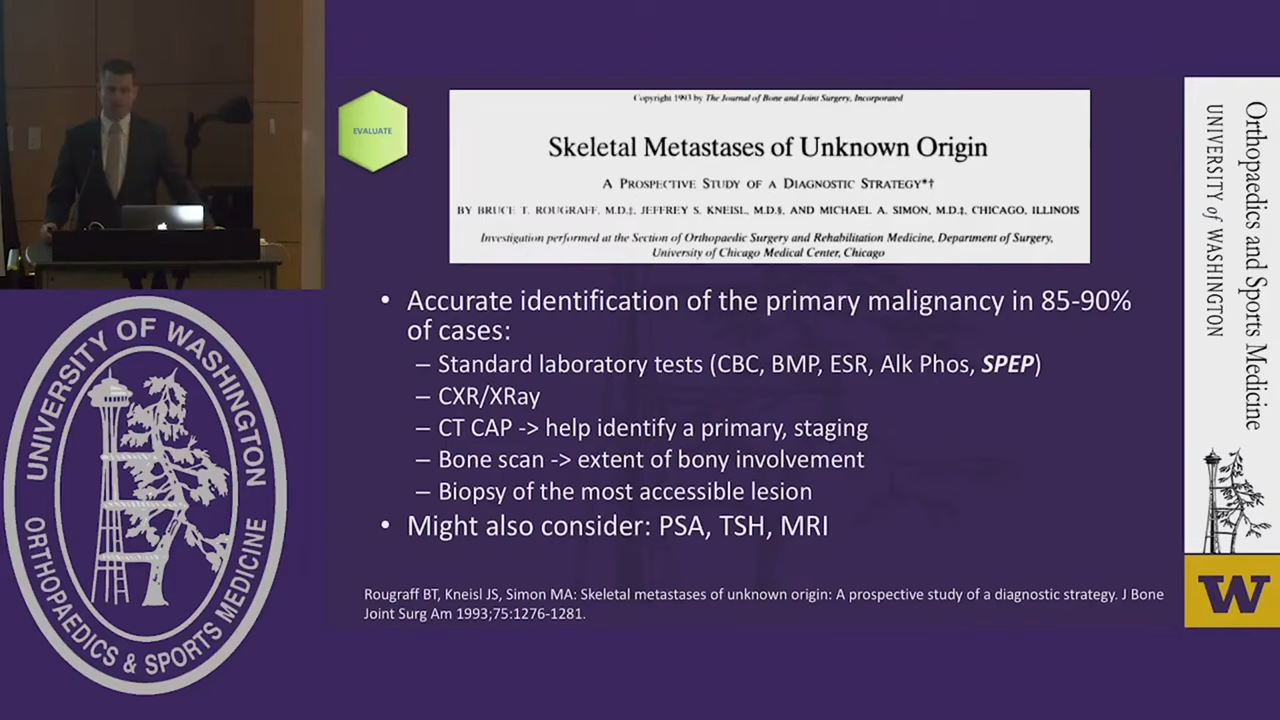 EVALUATE
Copyright 1993 by The Journal of Bone and Joint Surgery, Incorporated
Skeletal Metastases of Unknown Origin
A PROSPECTIVE STUDY OF A DIAGNOSTIC STRATEGY*†
BY BRUCE T. ROUGRAFF, M.D.‡, JEFFREY S. KNEISL, M.D.§, AND MICHAEL A. SIMON, M.D.‡, CHICAGO, ILLINOIS
Investigation performed at the Section of Orthopaedic Surgery and Rehabilitation Medicine, Department of Surgery,
University of Chicago Medical Center, Chicago
• Accurate identification of the primary malignancy in 85-90%
of cases:
– Standard laboratory tests (CBC, BMP, ESR, Alk Phos, SPEP)
– CXR/XRay
– CT CAP -> help identify a primary, staging
– Bone scan -> extent of bony involvement
– Biopsy of the most accessible lesion
• Might also consider: PSA, TSH, MRI
Rougraff BT, Kneisl JS, Simon MA: Skeletal metastases of unknown origin: A prospective study of a diagnostic strategy. J Bone
Joint Surg Am 1993;75:1276-1281.
UNIVERSITY OF WASHINGTON
ORTHOPAEDICS & SPORTS MEDICINE
Orthopaedics and Sports Medicine
UNIVERSITY of WASHINGTON
W